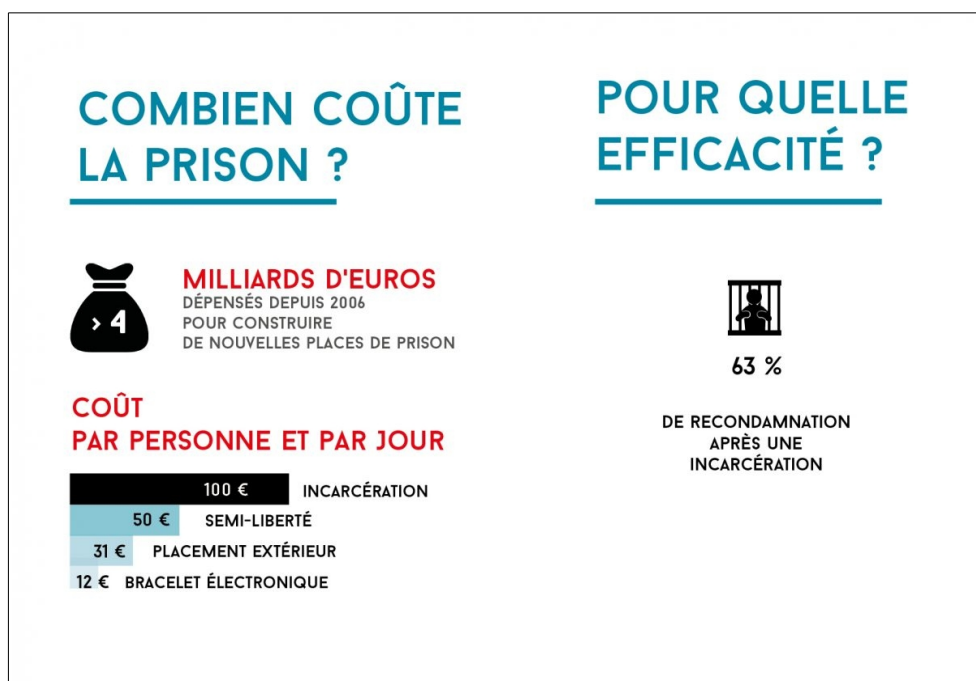 COMBIEN COÛTE
LA PRISON ?
> 4
MILLIARDS D'EUROS
DÉPENSÉS DEPUIS 2006
POUR CONSTRUIRE
DE NOUVELLES PLACES DE PRISON
COÛT
PAR PERSONNE ET PAR JOUR
100 € INCARCÉRATION
50 € SEMI-LIBERTÉ
31 € PLACEMENT EXTÉRIEUR
12 € BRACELET ÉLECTRONIQUE
POUR QUELLE
EFFICACITÉ ?
63 %
DE RECONDAMNATION
APRÈS UNE
INCARCÉRATION